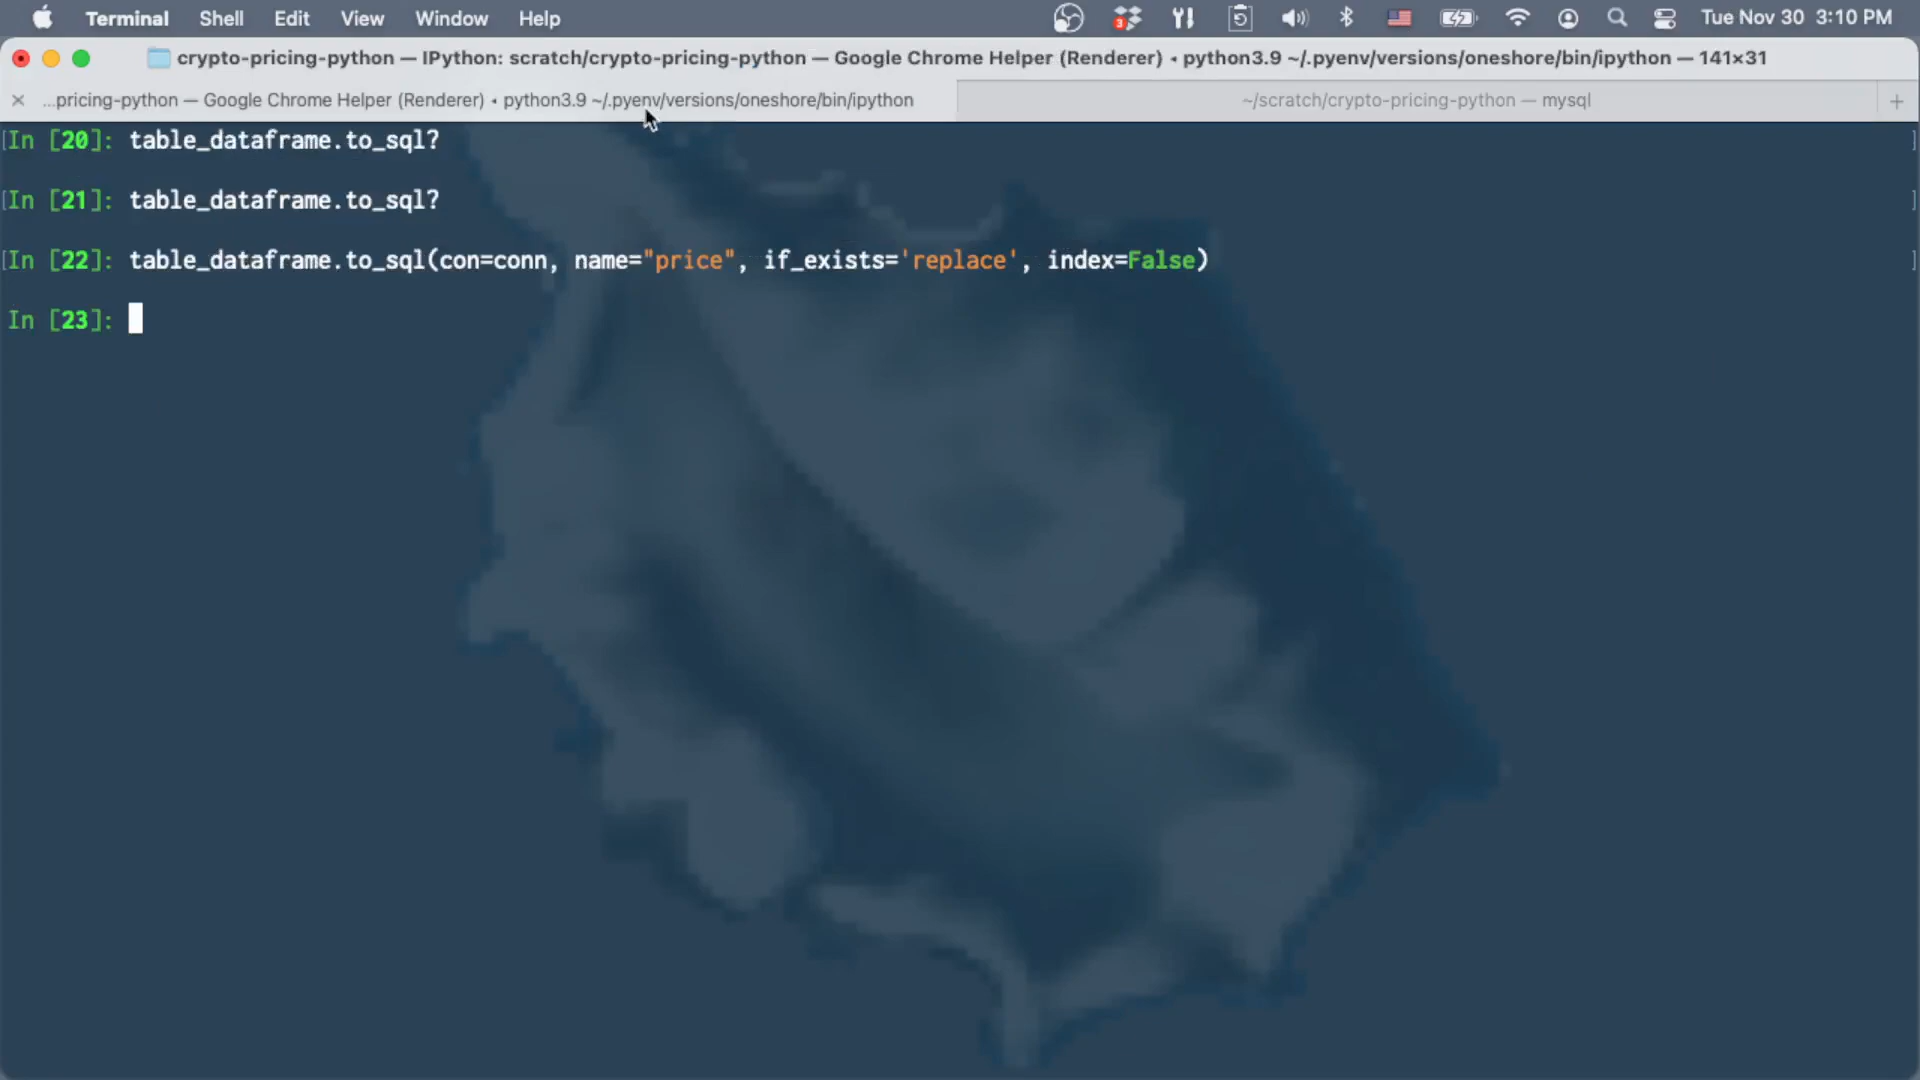 Terminal Shell Edit View Window Help 3 Tue Nov 30 3:10 PM
crypto-pricing-python — IPython: scratch/crypto-pricing-python — Google Chrome Helper (Renderer) ◂ python3.9 ~/.pyenv/versions/oneshore/bin/ipython — 141×31
...pricing-python — Google Chrome Helper (Renderer) ◂ python3.9 ~/.pyenv/versions/oneshore/bin/ipython ~/scratch/crypto-pricing-python — mysql
In [20]: table_dataframe.to_sql?
In [21]: table_dataframe.to_sql?
In [22]: table_dataframe.to_sql(con=conn, name="price", if_exists='replace', index=False)
In [23]: